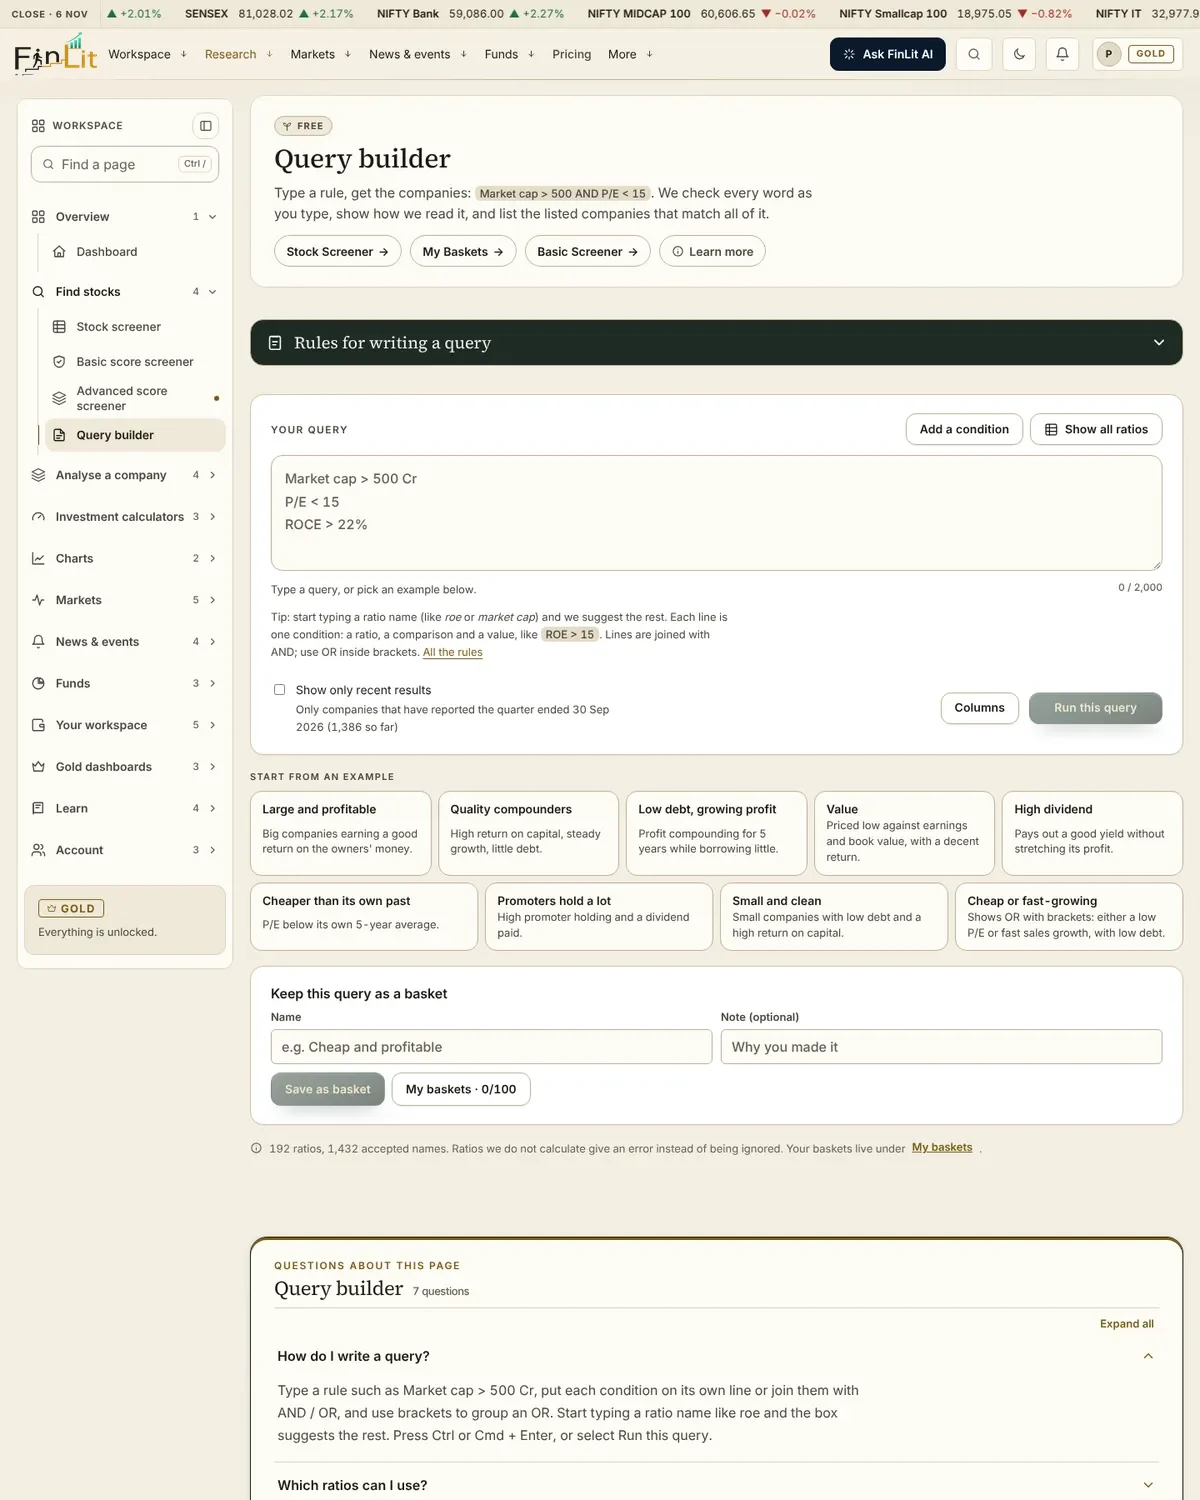 CLOSE · 6 NOV ▲ +2.01% SENSEX 81,028.02 ▲ +2.17% NIFTY Bank 59,086.00 ▲ +2.27% NIFTY MIDCAP 100 60,606.65 ▼ −0.02% NIFTY Smallcap 100 18,975.05 ▼ −0.82% NIFTY IT 32,977.9
FinLit
Workspace Research Markets News & events Funds Pricing More
Ask FinLit AI
P GOLD
WORKSPACE
Find a page Ctrl /
Overview 1
Dashboard
Find stocks 4
Stock screener
Basic score screener
Advanced score
screener
Query builder
Analyse a company 4
Investment calculators 3
Charts 2
Markets 5
News & events 4
Funds 3
Your workspace 5
Gold dashboards 3
Learn 4
Account 3
GOLD
Everything is unlocked.
FREE
Query builder
Type a rule, get the companies: Market cap > 500 AND P/E < 15. We check every word as
you type, show how we read it, and list the listed companies that match all of it.
Stock Screener → My Baskets → Basic Screener → Learn more
Rules for writing a query
YOUR QUERY
Add a condition Show all ratios
Market cap > 500 Cr
P/E < 15
ROCE > 22%
Type a query, or pick an example below. 0 / 2,000
Tip: start typing a ratio name (like roe or market cap) and we suggest the rest. Each line is
one condition: a ratio, a comparison and a value, like ROE > 15. Lines are joined with
AND; use OR inside brackets. All the rules
Show only recent results
Only companies that have reported the quarter ended 30 Sep
2026 (1,386 so far)
Columns Run this query
START FROM AN EXAMPLE
Large and profitable
Big companies earning a good
return on the owners' money.
Quality compounders
High return on capital, steady
growth, little debt.
Low debt, growing profit
Profit compounding for 5
years while borrowing little.
Value
Priced low against earnings
and book value, with a decent
return.
High dividend
Pays out a good yield without
stretching its profit.
Cheaper than its own past
P/E below its own 5-year average.
Promoters hold a lot
High promoter holding and a dividend
paid.
Small and clean
Small companies with low debt and a
high return on capital.
Cheap or fast-growing
Shows OR with brackets: either a low
P/E or fast sales growth, with low debt.
Keep this query as a basket
Name
e.g. Cheap and profitable
Note (optional)
Why you made it
Save as basket My baskets · 0/100
192 ratios, 1,432 accepted names. Ratios we do not calculate give an error instead of being ignored. Your baskets live under My baskets .
QUESTIONS ABOUT THIS PAGE
Query builder 7 questions
Expand all
How do I write a query?
Type a rule such as Market cap > 500 Cr, put each condition on its own line or join them with
AND / OR, and use brackets to group an OR. Start typing a ratio name like roe and the box
suggests the rest. Press Ctrl or Cmd + Enter, or select Run this query.
Which ratios can I use?